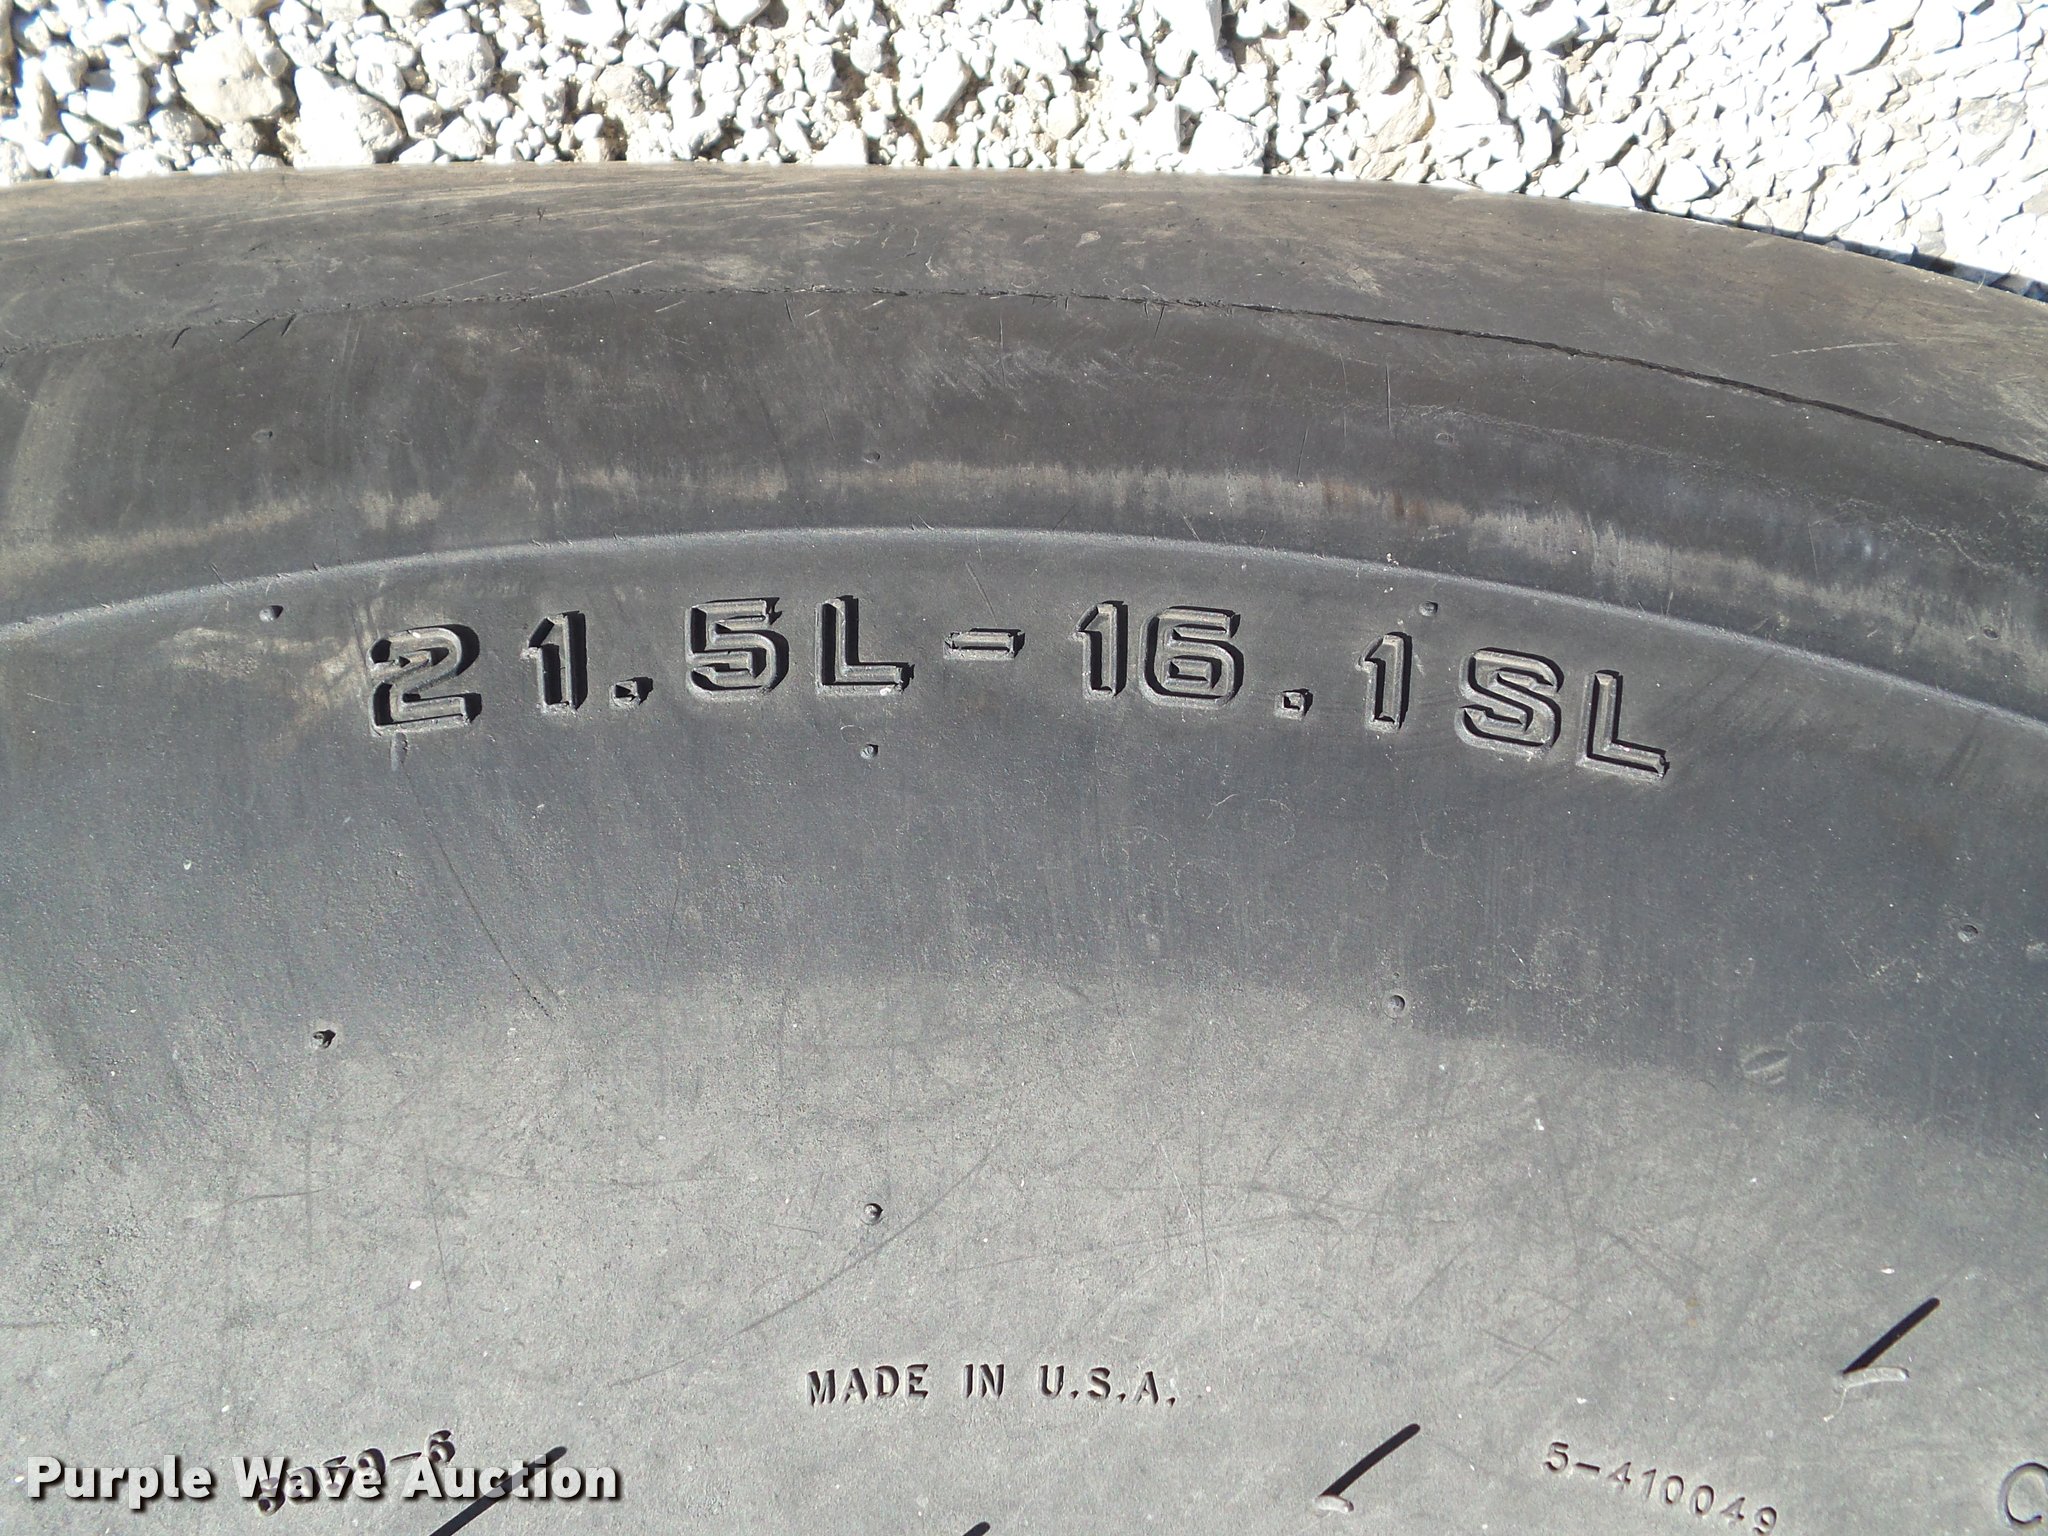 21.5L-16.1SL
MADE IN U.S.A.
5-410049
Purple Wave Auction